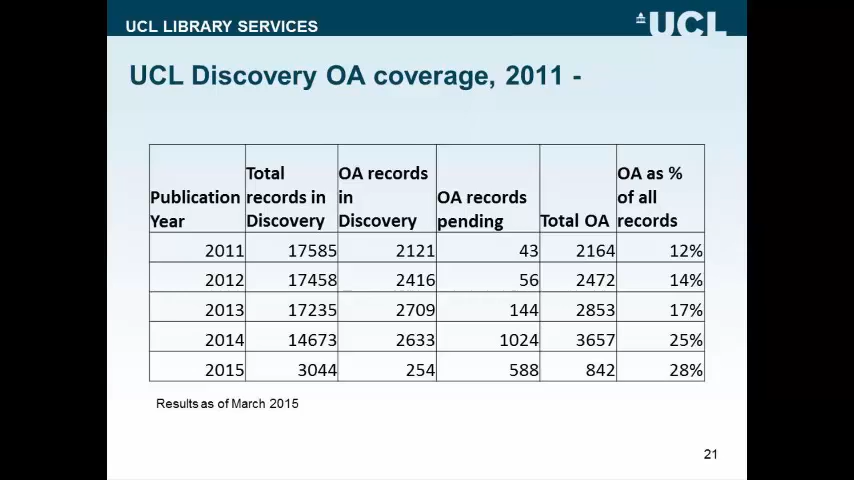 UCL LIBRARY SERVICES
UCL
UCL Discovery OA coverage, 2011 -
Publication Year Total records in Discovery OA records in Discovery OA records pending Total OA OA as % of all records
2011 17585 2121 43 2164 12%
2012 17458 2416 56 2472 14%
2013 17235 2709 144 2853 17%
2014 14673 2633 1024 3657 25%
2015 3044 254 588 842 28%
Results as of March 2015
21